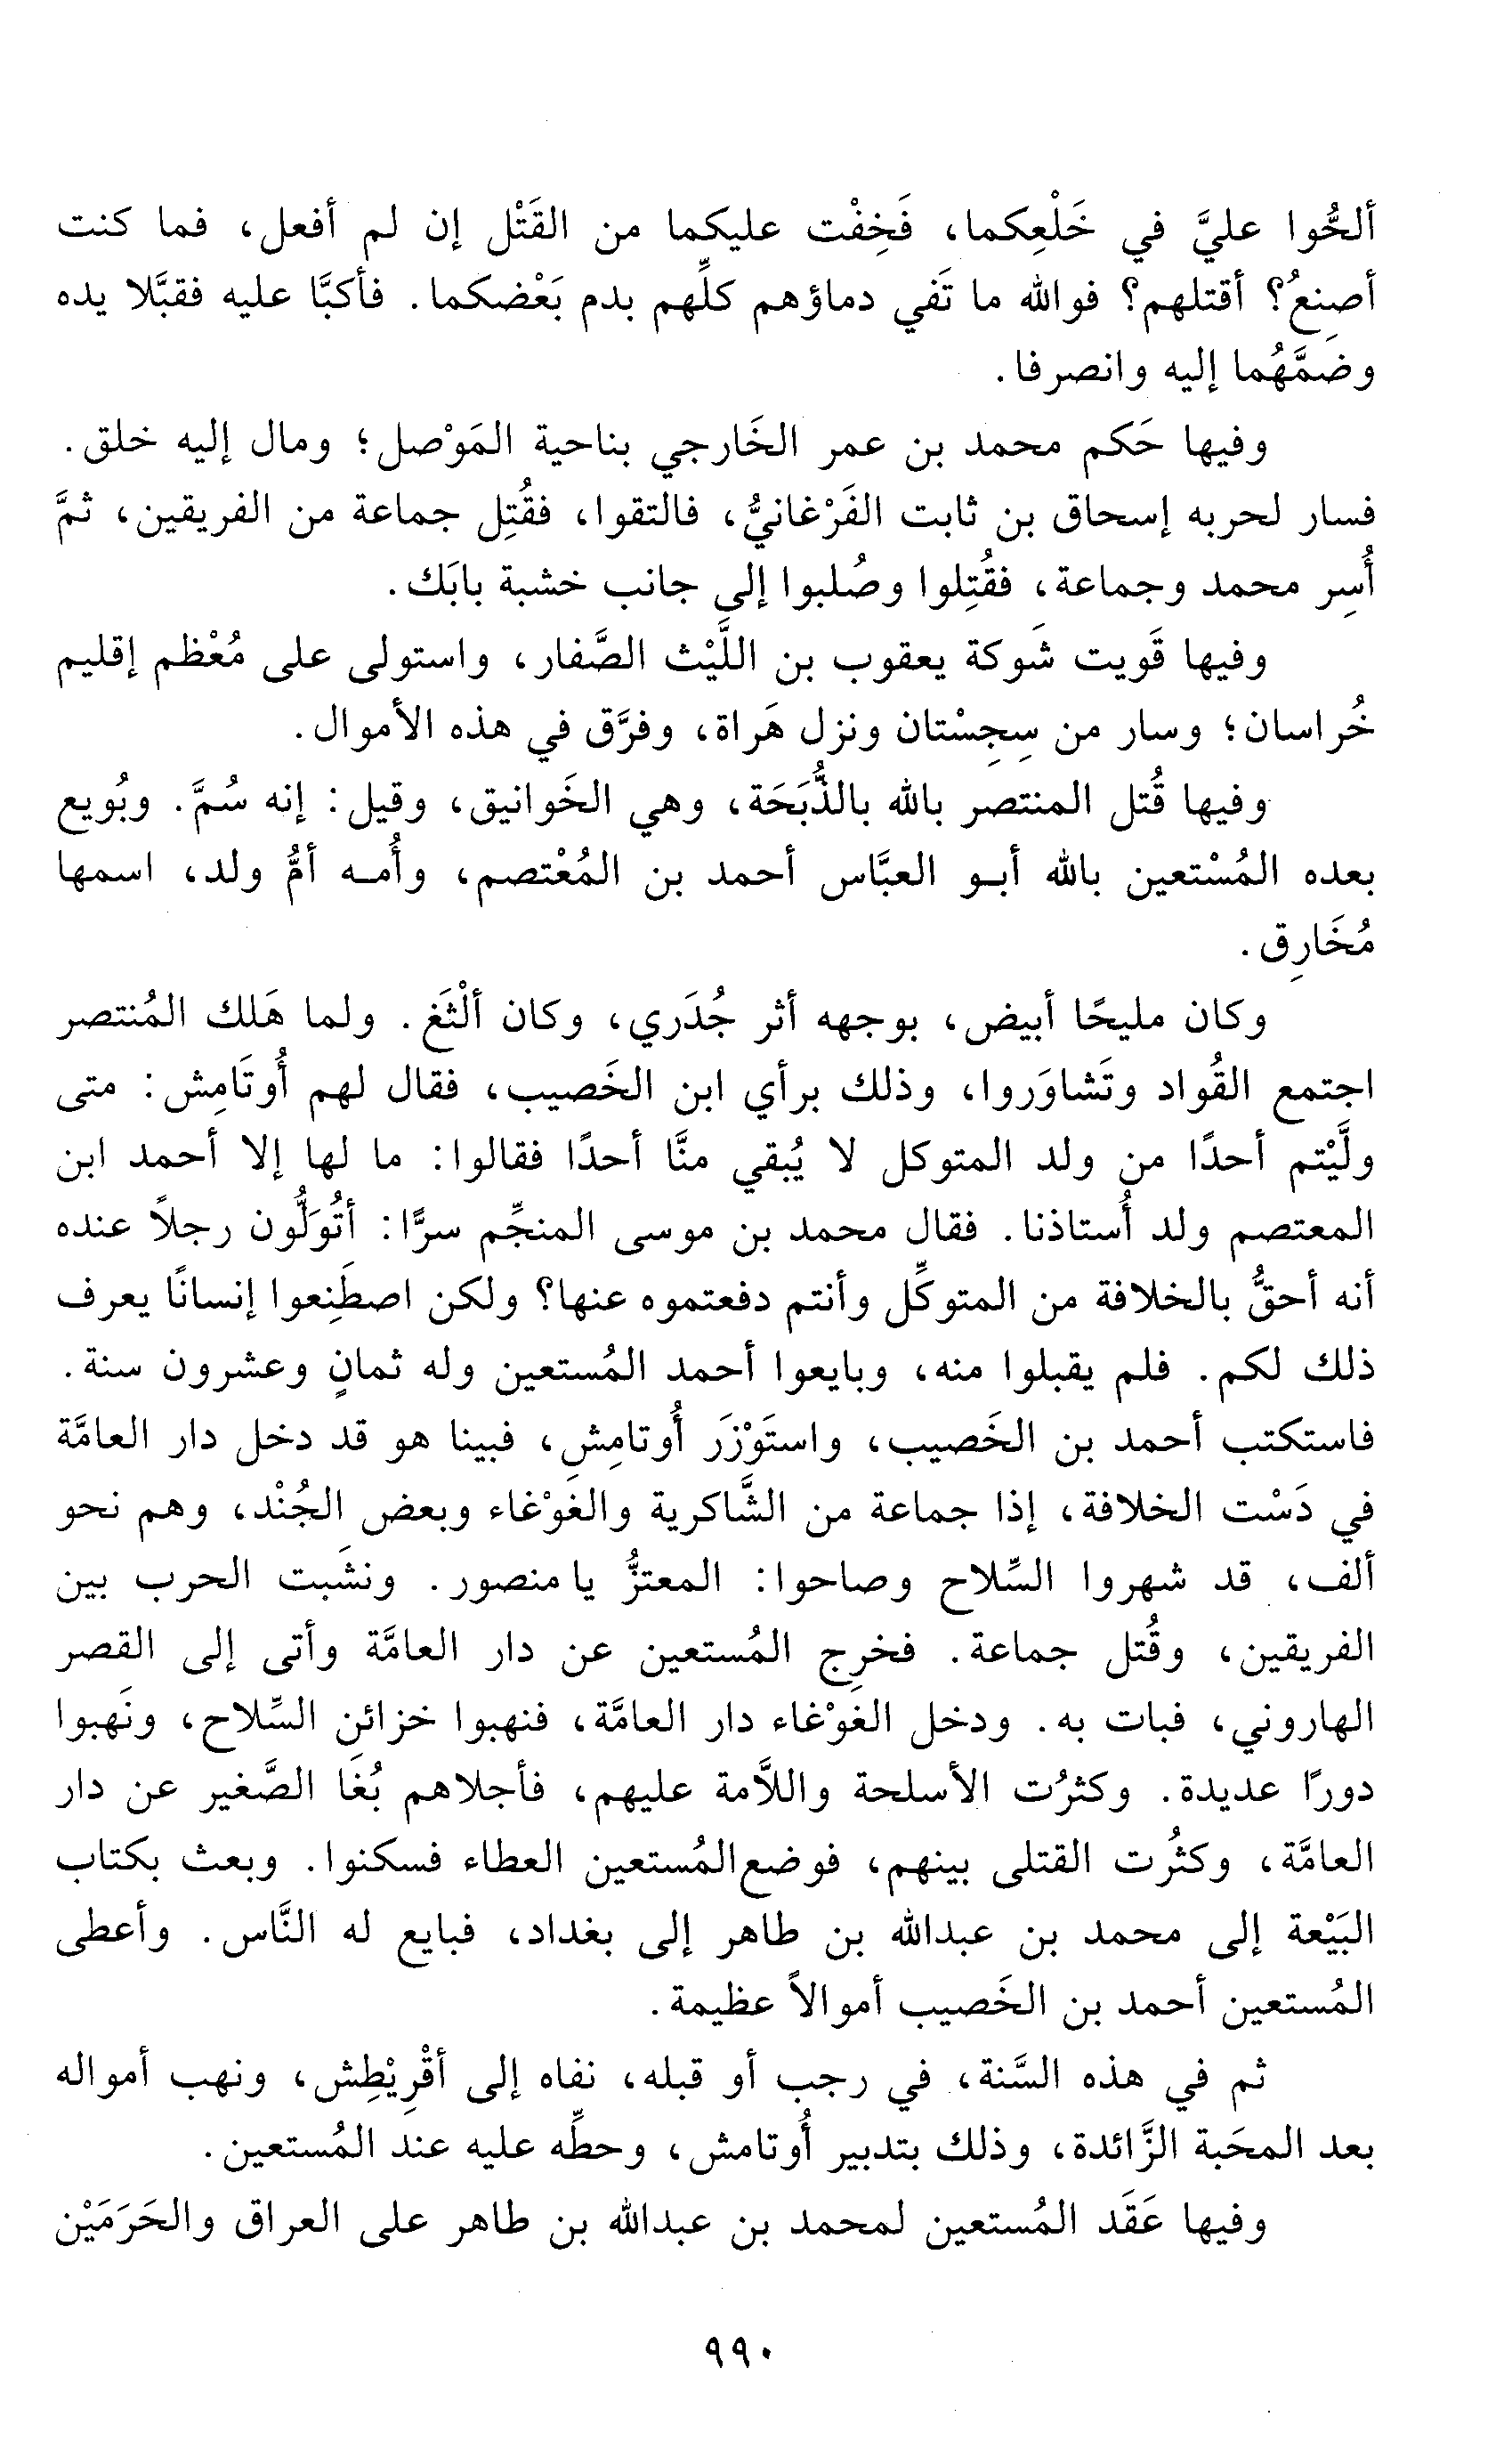 ألحُّوا عليَّ في خَلْعِكما، فَخِفْت عليكما من القَتْل إن لم أفعل، فما كنت
أصنعُ؟ أقتلهم؟ فوالله ما تَفي دماؤهم كلِّهم بدم بَعْضكما. فأكبَّا عليه فقبَّلا يده
وضَمَّهُما إليه وانصرفا.
وفيها حَكم محمد بن عمر الخَارجي بناحية المَوْصل؛ ومال إليه خلق.
فسار لحربه إسحاق بن ثابت الفَرْغانيُّ، فالتقوا، فقُتِل جماعة من الفريقين، ثمَّ
أُسِر محمد وجماعة، فقُتِلوا وصُلبوا إلى جانب خشبة بابَك.
وفيها قَويت شَوكة يعقوب بن اللَّيْث الصَّفار، واستولى على مُعْظم إقليم
خُراسان؛ وسار من سِجِسْتان ونزل هَراة، وفرَّق في هذه الأموال.
وفيها قُتل المنتصر بالله بالذُّبَحَة، وهي الخَوانيق، وقيل: إنه سُمَّ. وبُويع
بعده المُسْتعين بالله أبو العبَّاس أحمد بن المُعْتصم، وأُمه أمُّ ولد، اسمها
مُخَارِق.
وكان مليحًا أبيض، بوجهه أثر جُدَري، وكان ألْثَغ. ولما هَلك المُنتصر
اجتمع القُواد وتَشاوَروا، وذلك برأي ابن الخَصيب، فقال لهم أُوتَامِش: متى
ولَّيْتم أحدًا من ولد المتوكل لا يُبقي منَّا أحدًا فقالوا: ما لها إلا أحمد ابن
المعتصم ولد أُستاذنا. فقال محمد بن موسى المنجِّم سرًّا: أتُوَلُّون رجلاً عنده
أنه أحقُّ بالخلافة من المتوكِّل وأنتم دفعتموه عنها؟ ولكن اصطَنِعوا إنسانًا يعرف
ذلك لكم. فلم يقبلوا منه، وبايعوا أحمد المُستعين وله ثمانٍ وعشرون سنة.
فاستكتب أحمد بن الخَصيب، واستَوْزَر أُوتامِش، فبينا هو قد دخل دار العامَّة
في دَسْت الخلافة، إذا جماعة من الشَّاكرية والغَوْغاء وبعض الجُنْد، وهم نحو
ألف، قد شهروا السِّلاح وصاحوا: المعتزُّ يا منصور. ونشَبت الحرب بين
الفريقين، وقُتل جماعة. فخرِج المُستعين عن دار العامَّة وأتى إلى القصر
الهاروني، فبات به. ودخل الغَوْغاء دار العامَّة، فنهبوا خزائن السِّلاح، ونَهبوا
دورًا عديدة. وكثرُت الأسلحة واللاَّمة عليهم، فأجلاهم بُغَا الصَّغير عن دار
العامَّة، وكثُرت القتلى بينهم، فوضع المُستعين العطاء فسكنوا. وبعث بكتاب
البَيْعة إلى محمد بن عبدالله بن طاهر إلى بغداد، فبايع له النَّاس. وأعطى
المُستعين أحمد بن الخَصيب أموالاً عظيمة.
ثم في هذه السَّنة، في رجب أو قبله، نفاه إلى أقْرِيْطِش، ونهب أمواله
بعد المحَبة الزَّائدة، وذلك بتدبير أُوتامش، وحطِّه عليه عند المُستعين.
وفيها عَقَد المُستعين لمحمد بن عبدالله بن طاهر على العراق والحَرَمَيْن
٩٩٠